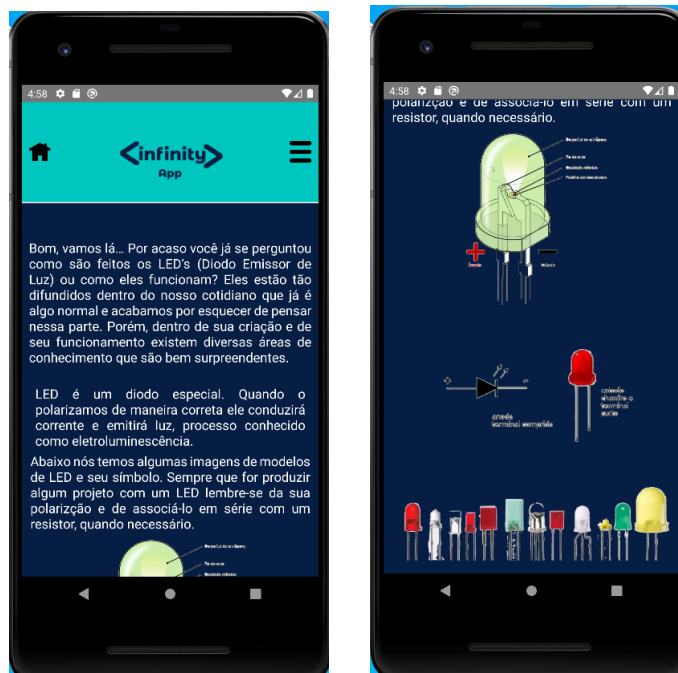 4:58
<infinity>
App
Bom, vamos lá... Por acaso você já se perguntou
como são feitos os LED's (Diodo Emissor de
Luz) ou como eles funcionam? Eles estão tão
difundidos dentro do nosso cotidiano que já é
algo normal e acabamos por esquecer de pensar
nessa parte. Porém, dentro de sua criação e de
seu funcionamento existem diversas áreas de
conhecimento que são bem surpreendentes.
LED é um diodo especial. Quando o
polarizamos de maneira correta ele conduzirá
corrente e emitirá luz, processo conhecido
como eletroluminescência.
Abaixo nós temos algumas imagens de modelos
de LED e seu símbolo. Sempre que for produzir
algum projeto com um LED lembre-se da sua
polarizção e de associá-lo em série com um
resistor, quando necessário.
4:58
polarizção e de associá-lo em série com um
resistor, quando necessário.
+
-
+
-
anodo
terminal comprido
terminal
curto